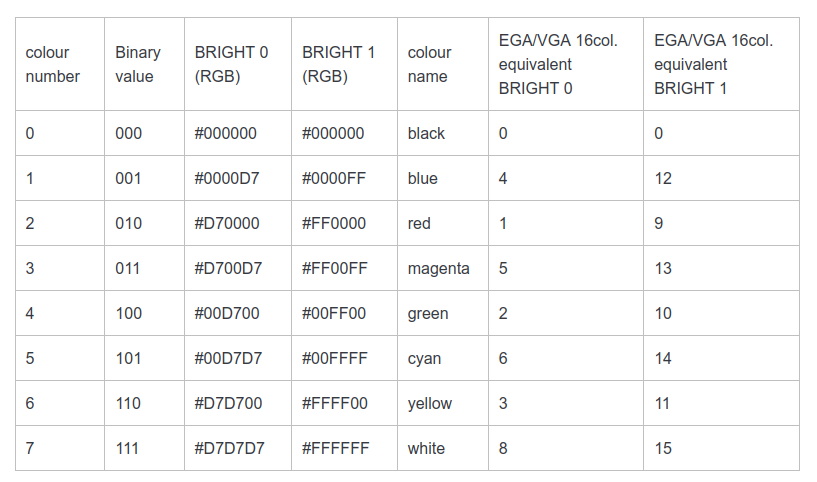 colour number | Binary value | BRIGHT 0 (RGB) | BRIGHT 1 (RGB) | colour name | EGA/VGA 16col. equivalent BRIGHT 0 | EGA/VGA 16col. equivalent BRIGHT 1
0 | 000 | #000000 | #000000 | black | 0 | 0
1 | 001 | #0000D7 | #0000FF | blue | 4 | 12
2 | 010 | #D70000 | #FF0000 | red | 1 | 9
3 | 011 | #D700D7 | #FF00FF | magenta | 5 | 13
4 | 100 | #00D700 | #00FF00 | green | 2 | 10
5 | 101 | #00D7D7 | #00FFFF | cyan | 6 | 14
6 | 110 | #D7D700 | #FFFF00 | yellow | 3 | 11
7 | 111 | #D7D7D7 | #FFFFFF | white | 8 | 15